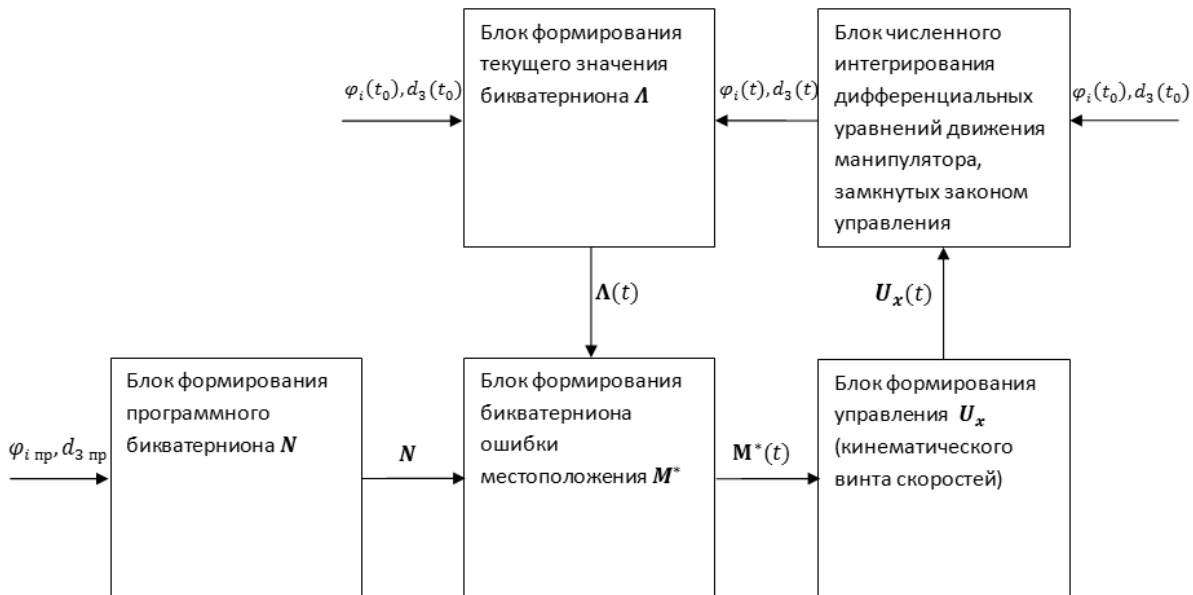 Блок формирования
текущего значения
бикватерниона Λ
Блок численного
интегрирования
дифференциальных
уравнений движения
манипулятора,
замкнутых законом
управления
φᵢ(t₀), d₃(t₀)
φᵢ(t), d₃(t)
φᵢ(t₀), d₃(t₀)
Λ(t)
Uₓ(t)
Блок формирования
программного
бикватерниона N
Блок формирования
бикватерниона
ошибки
местоположения M*
Блок формирования
управления Uₓ
(кинематического
винта скоростей)
φᵢ пр, d₃ пр
N
M*(t)